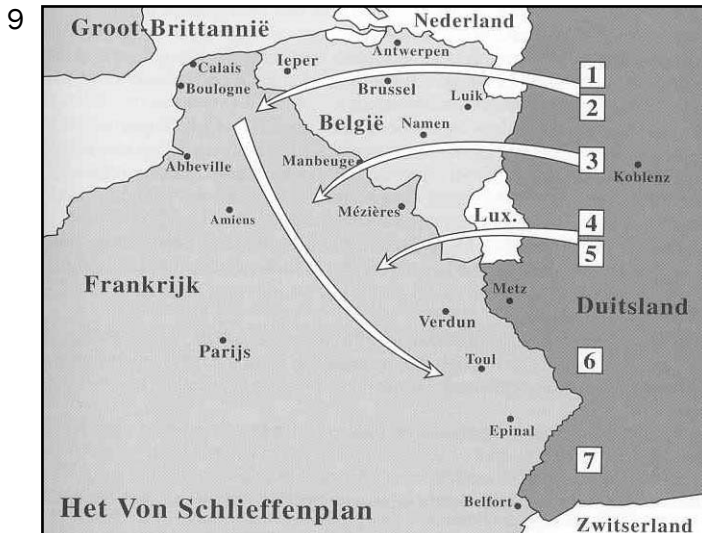 9
Groot-Brittannië
Nederland
Antwerpen
Calais
Ieper
Boulogne
Brussel
Luik
1
2
België
Namen
Abbeville
Manbeuge
3
Koblenz
Amiens
Mézières
Lux.
4
5
Frankrijk
Metz
Duitsland
Verdun
Parijs
Toul
6
Epinal
7
Het Von Schlieffenplan
Belfort
Zwitserland